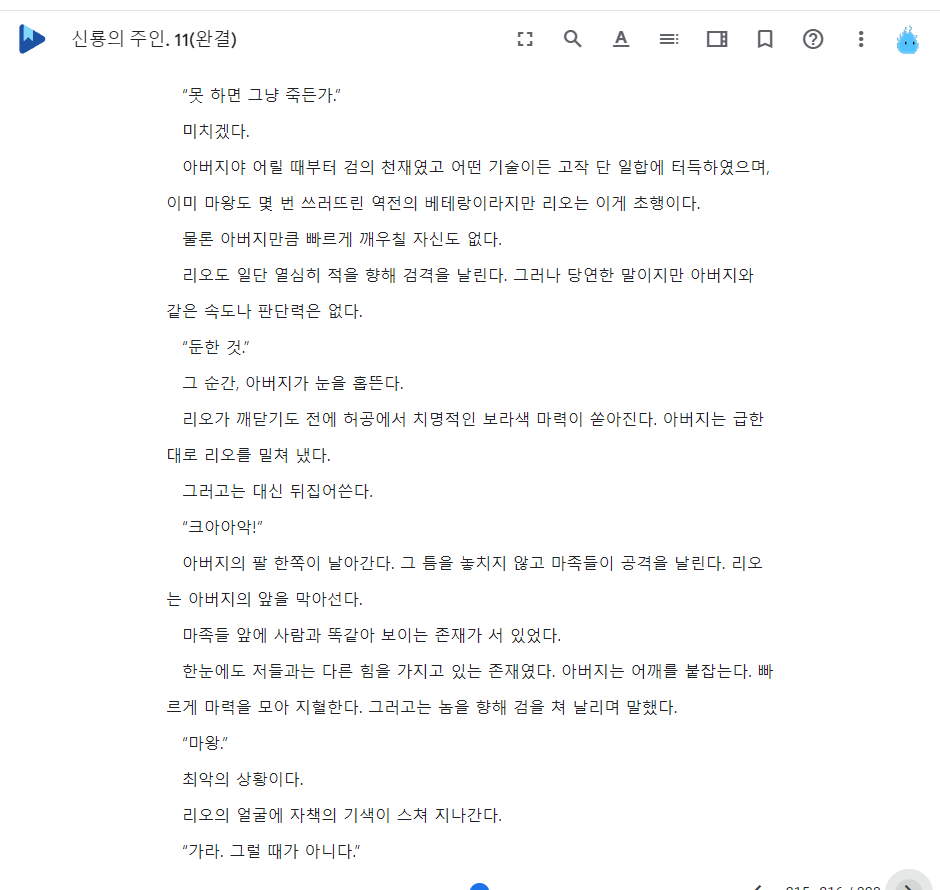 신룡의 주인. 11(완결)
“못 하면 그냥 죽든가.”
미치겠다.
아버지야 어릴 때부터 검의 천재였고 어떤 기술이든 고작 단 일합에 터득하였으며,
이미 마왕도 몇 번 쓰러뜨린 역전의 베테랑이라지만 리오는 이게 초행이다.
물론 아버지만큼 빠르게 깨우칠 자신도 없다.
리오도 일단 열심히 적을 향해 검격을 날린다. 그러나 당연한 말이지만 아버지와
같은 속도나 판단력은 없다.
“둔한 것.”
그 순간, 아버지가 눈을 홉뜬다.
리오가 깨닫기도 전에 허공에서 치명적인 보라색 마력이 쏟아진다. 아버지는 급한
대로 리오를 밀쳐 냈다.
그러고는 대신 뒤집어쓴다.
“크아아악!”
아버지의 팔 한쪽이 날아간다. 그 틈을 놓치지 않고 마족들이 공격을 날린다. 리오
는 아버지의 앞을 막아선다.
마족들 앞에 사람과 똑같아 보이는 존재가 서 있었다.
한눈에도 저들과는 다른 힘을 가지고 있는 존재였다. 아버지는 어깨를 붙잡는다. 빠
르게 마력을 모아 지혈한다. 그러고는 놈을 향해 검을 쳐 날리며 말했다.
“마왕.”
최악의 상황이다.
리오의 얼굴에 자책의 기색이 스쳐 지나간다.
“가라. 그럴 때가 아니다.”